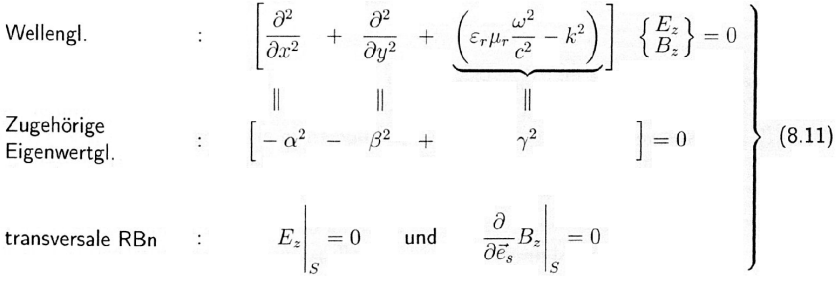 Wellengl. : [ ∂²/∂x² + ∂²/∂y² + (ε_r μ_r ω²/c² − k²) ] {E_z B_z} = 0
‖ ‖ ‖
Zugehörige
Eigenwertgl. : [ − α² − β² + γ² ] = 0 (8.11)
transversale RBn : E_z|_S = 0 und ∂/∂e⃗_s B_z|_S = 0